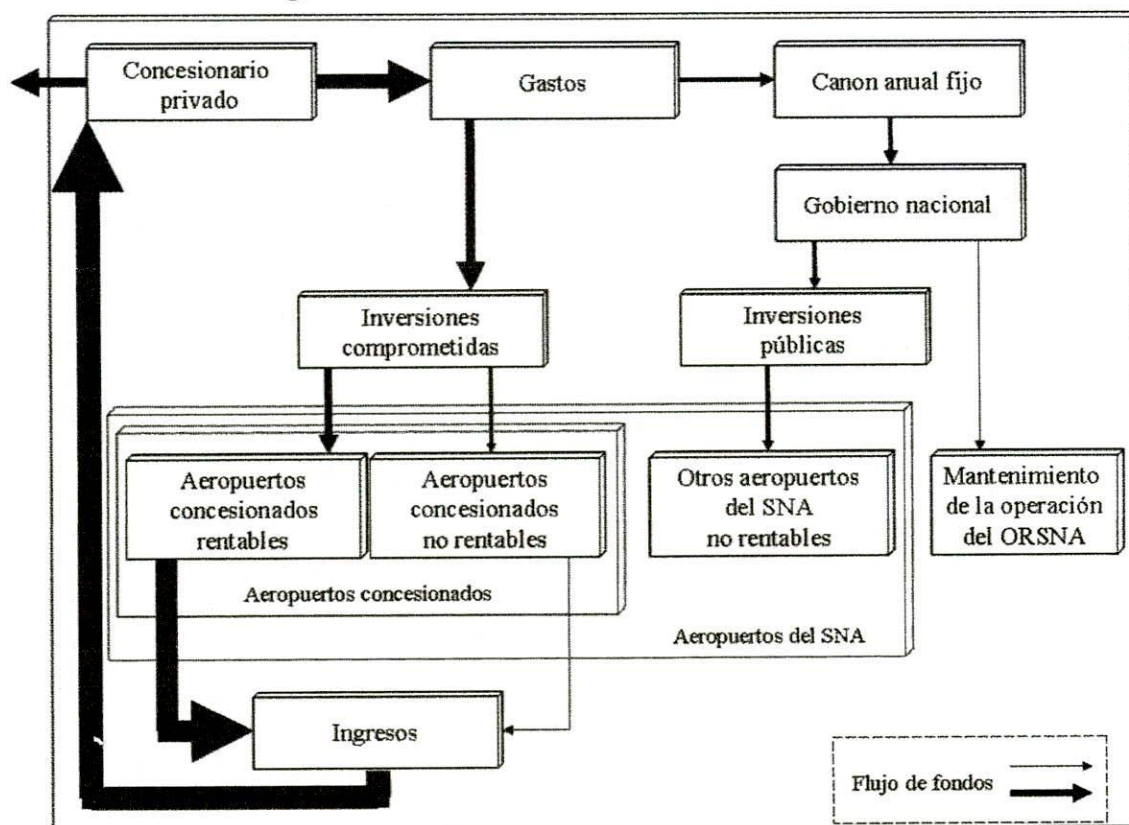 Concesionario
privado
Gastos
Canon anual fijo
Gobierno nacional
Inversiones
comprometidas
Inversiones
públicas
Aeropuertos
concesionados
rentables
Aeropuertos
concesionados
no rentables
Otros aeropuertos
del SNA
no rentables
Mantenimiento
de la operación
del ORSNA
Aeropuertos concesionados
Aeropuertos del SNA
Ingresos
Flujo de fondos